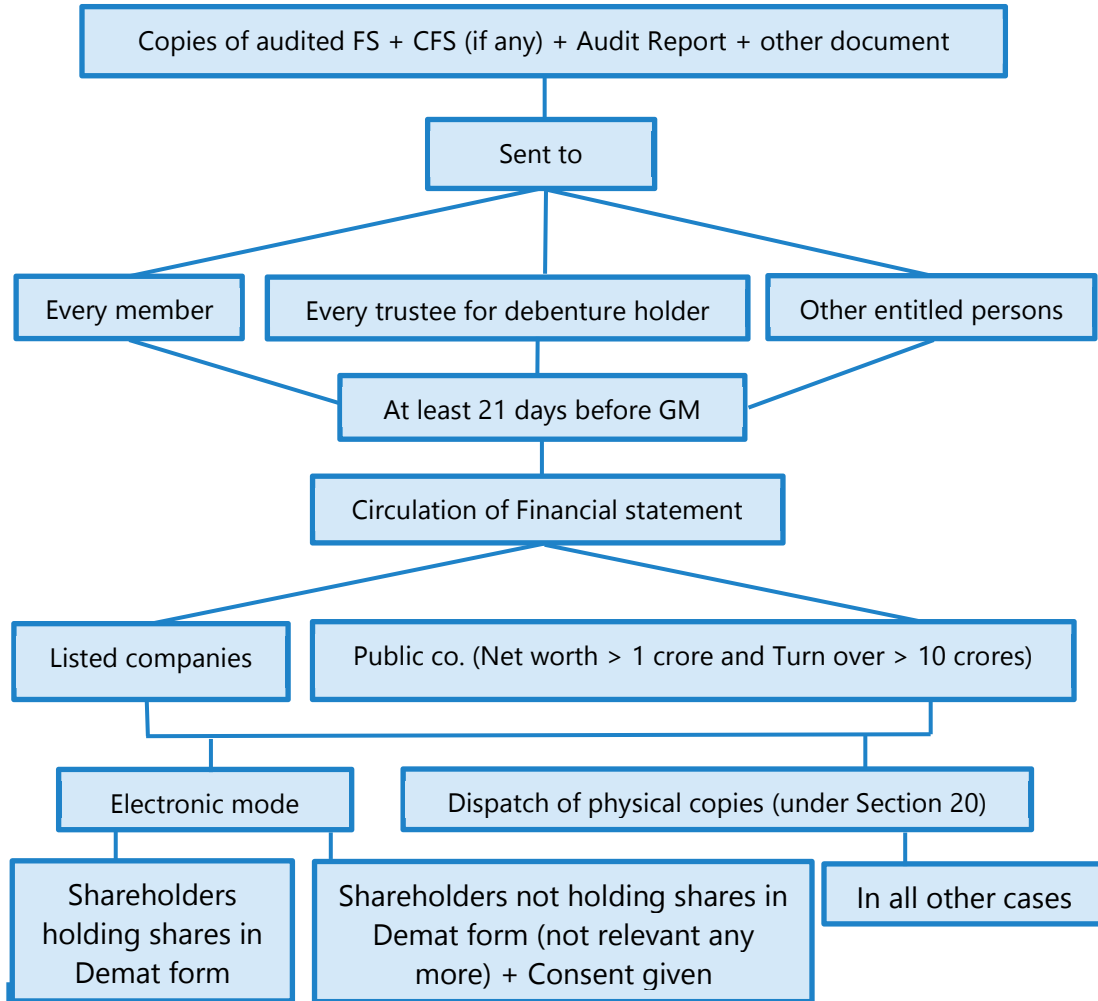 Copies of audited FS + CFS (if any) + Audit Report + other document
Sent to
Every member
Every trustee for debenture holder
Other entitled persons
At least 21 days before GM
Circulation of Financial statement
Listed companies
Public co. (Net worth > 1 crore and Turn over > 10 crores)
Electronic mode
Dispatch of physical copies (under Section 20)
Shareholders
holding shares in
Demat form
Shareholders not holding shares in
Demat form (not relevant any
more) + Consent given
In all other cases